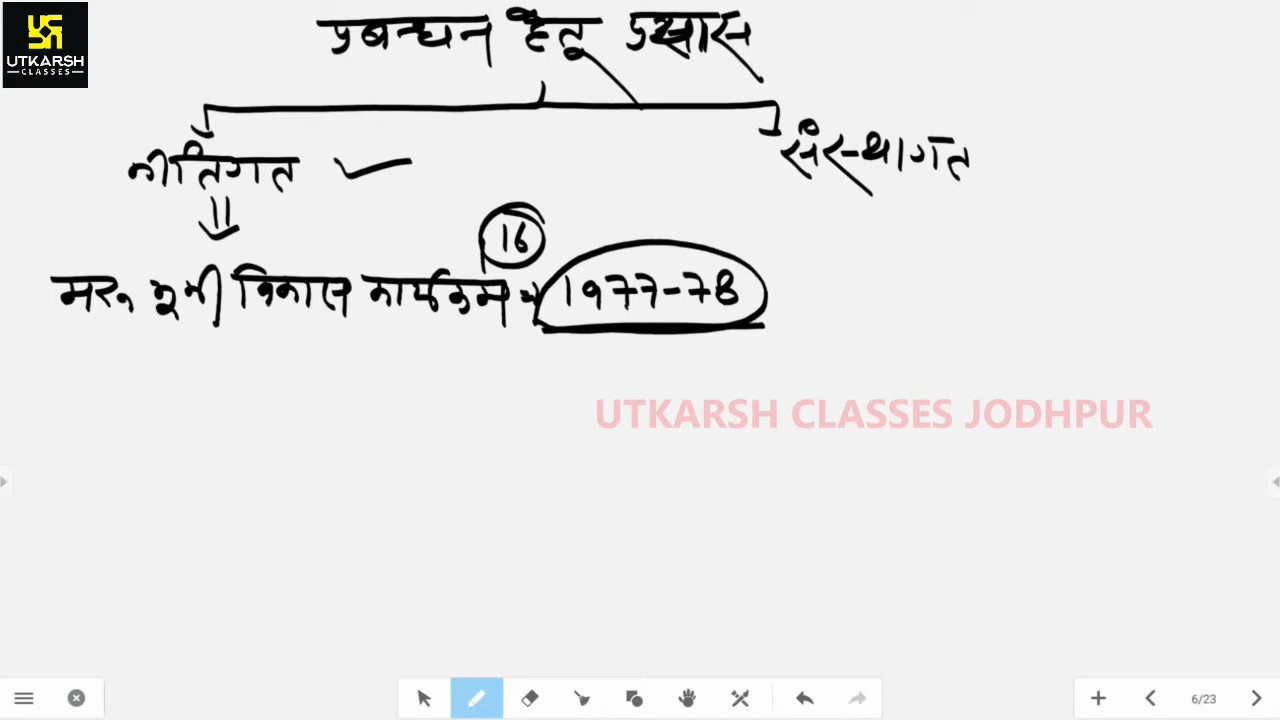 UTKARSH
CLASSES
प्रबन्धन हेतू प्रयास
नीतिगत
संस्थागत
16
मरू भूमी विकास कार्यक्रम → 1977-78
UTKARSH CLASSES JODHPUR
6/23